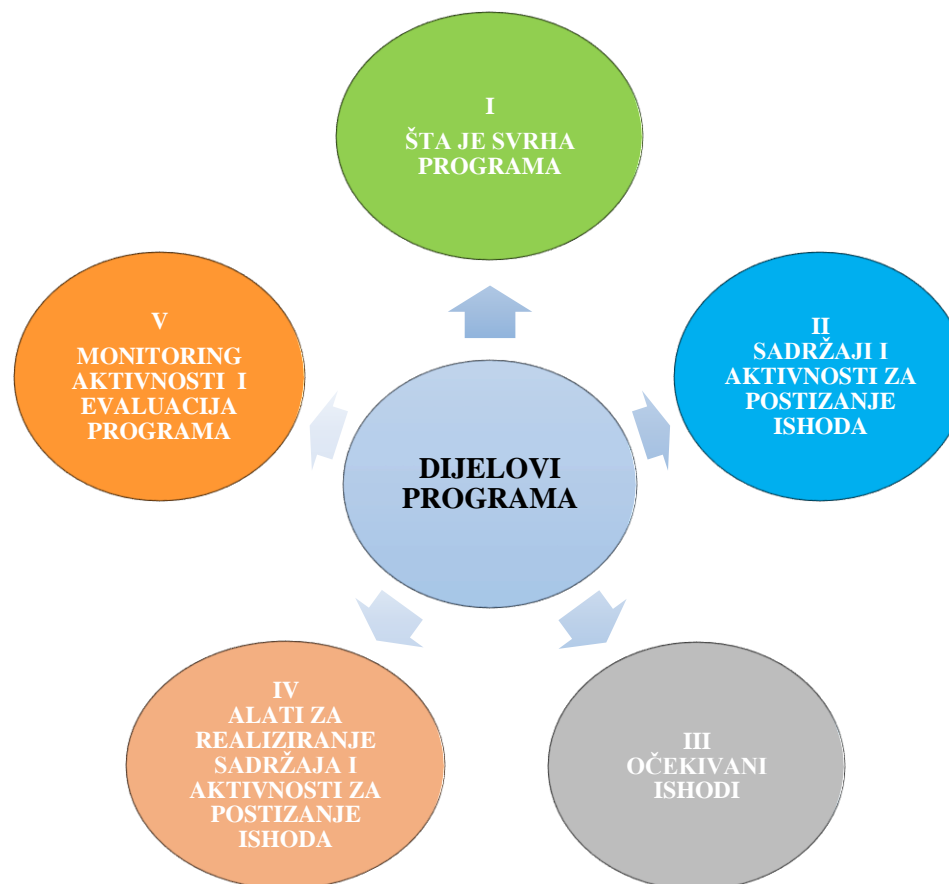 I
ŠTA JE SVRHA
PROGRAMA
II
SADRŽAJI I
AKTIVNOSTI ZA
POSTIZANJE
ISHODA
III
OČEKIVANI
ISHODI
IV
ALATI ZA
REALIZIRANJE
SADRŽAJA I
AKTIVNOSTI ZA
POSTIZANJE
ISHODA
V
MONITORING
AKTIVNOSTI I
EVALUACIJA
PROGRAMA
DIJELOVI
PROGRAMA